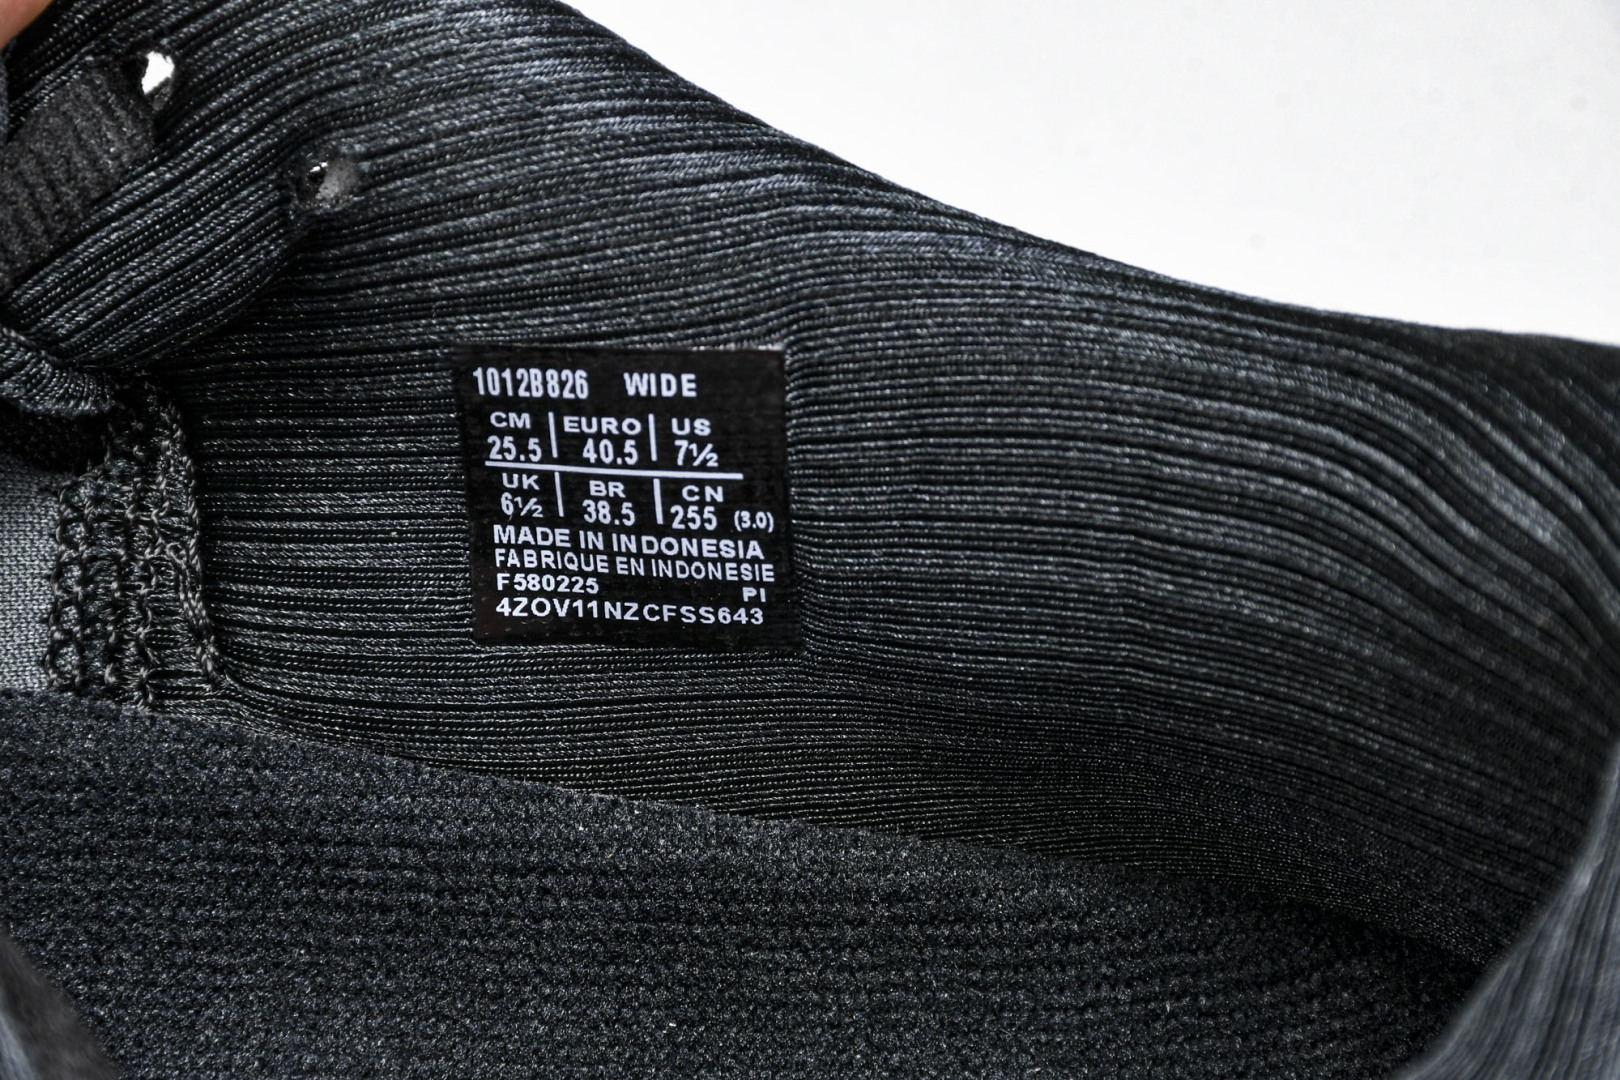 1012B826 WIDE
CM | EURO | US
25.5 | 40.5 | 7½
UK | BR | CN
6½ | 38.5 | 255 (3.0)
MADE IN INDONESIA
FABRIQUE EN INDONESIE
F580225 PI
4ZOV11NZCFSS643